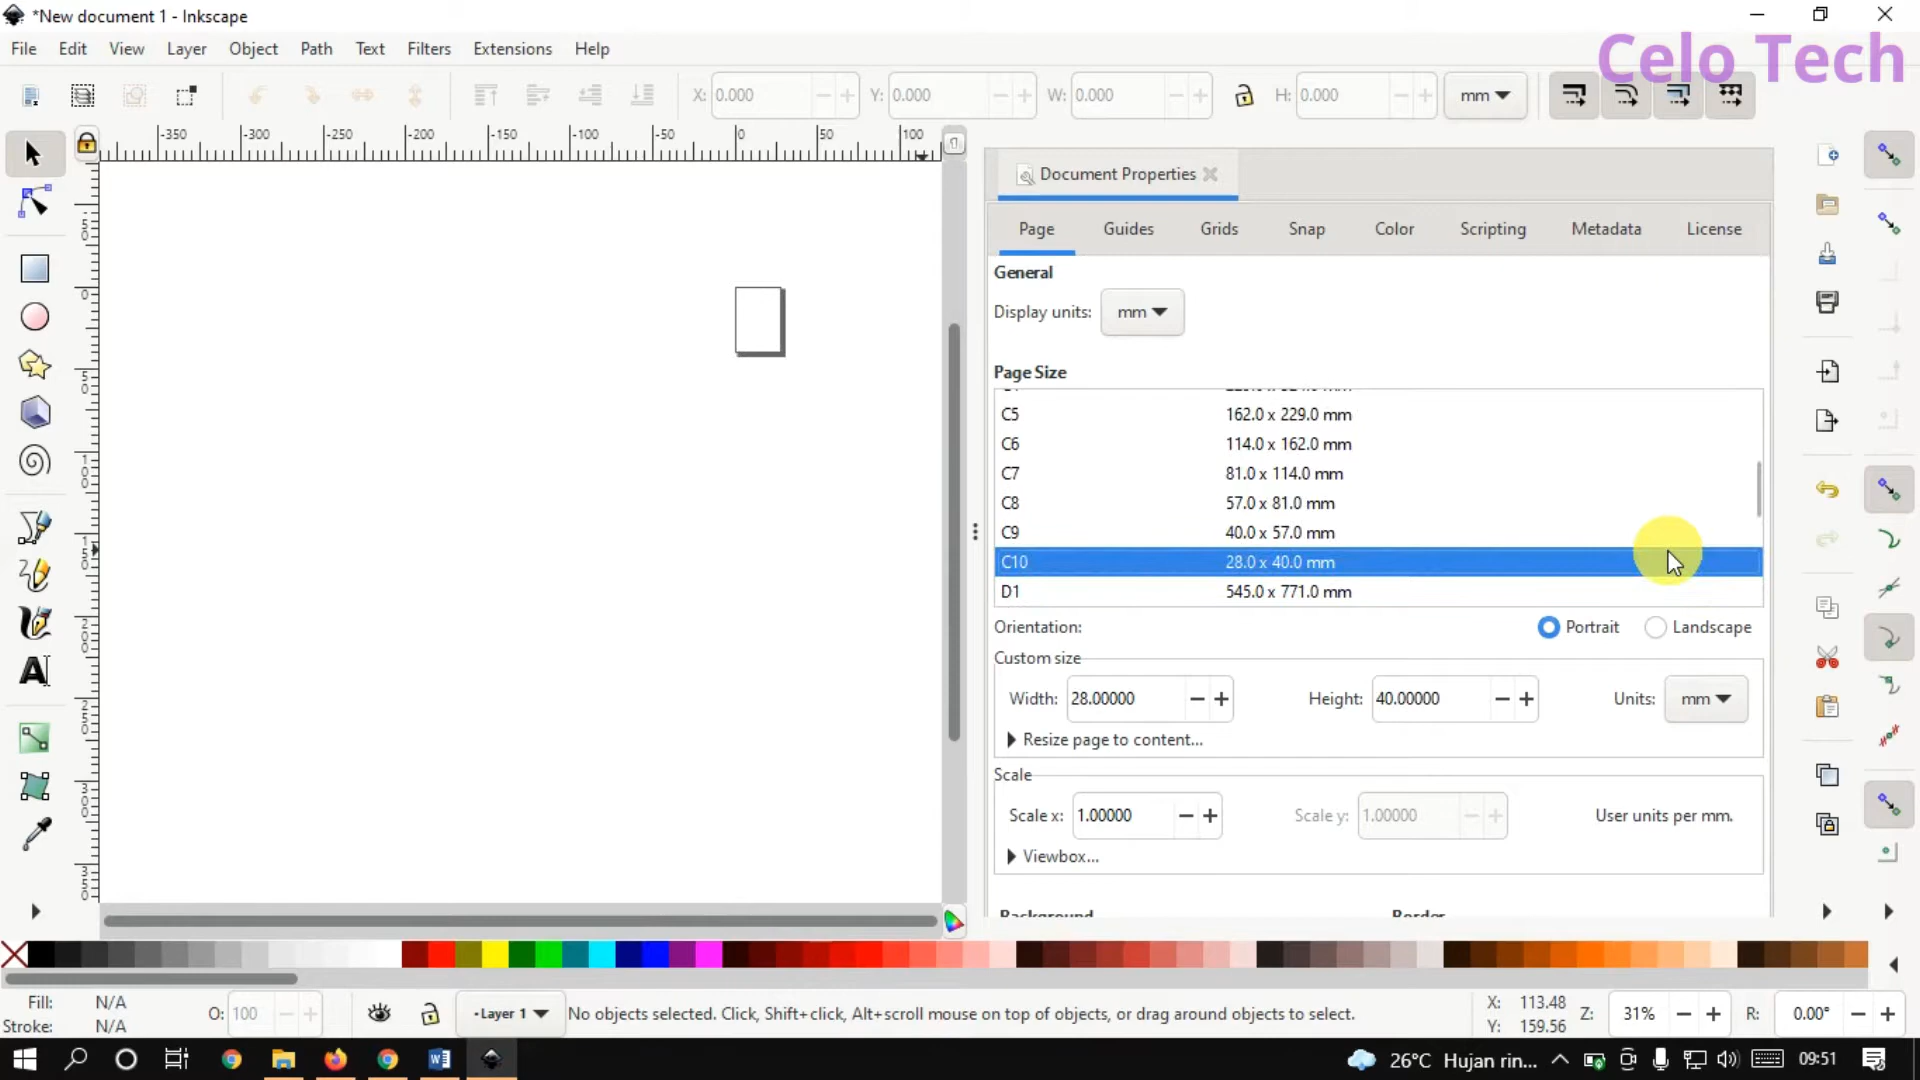 *New document 1 - Inkscape
Celo Tech
File Edit View Layer Object Path Text Filters Extensions Help
X: 0.000 Y: 0.000 W: 0.000 H: 0.000 mm
-350 -300 -250 -200 -150 -100 -50 0 50 100
Document Properties
Page Guides Grids Snap Color Scripting Metadata License
General
Display units: mm
Page Size
C5 162.0 x 229.0 mm
C6 114.0 x 162.0 mm
C7 81.0 x 114.0 mm
C8 57.0 x 81.0 mm
C9 40.0 x 57.0 mm
C10 28.0 x 40.0 mm
D1 545.0 x 771.0 mm
Orientation: Portrait Landscape
Custom size
Width: 28.00000 Height: 40.00000 Units: mm
Resize page to content...
Scale
Scale x: 1.00000 Scale y: 1.00000 User units per mm.
Viewbox...
Background Border
Fill: N/A
Stroke: N/A
O: 100
Layer 1
No objects selected. Click, Shift+click, Alt+scroll mouse on top of objects, or drag around objects to select.
X: 113.48
Y: 159.56
Z: 31%
R: 0.00°
26°C Hujan rin... 09:51